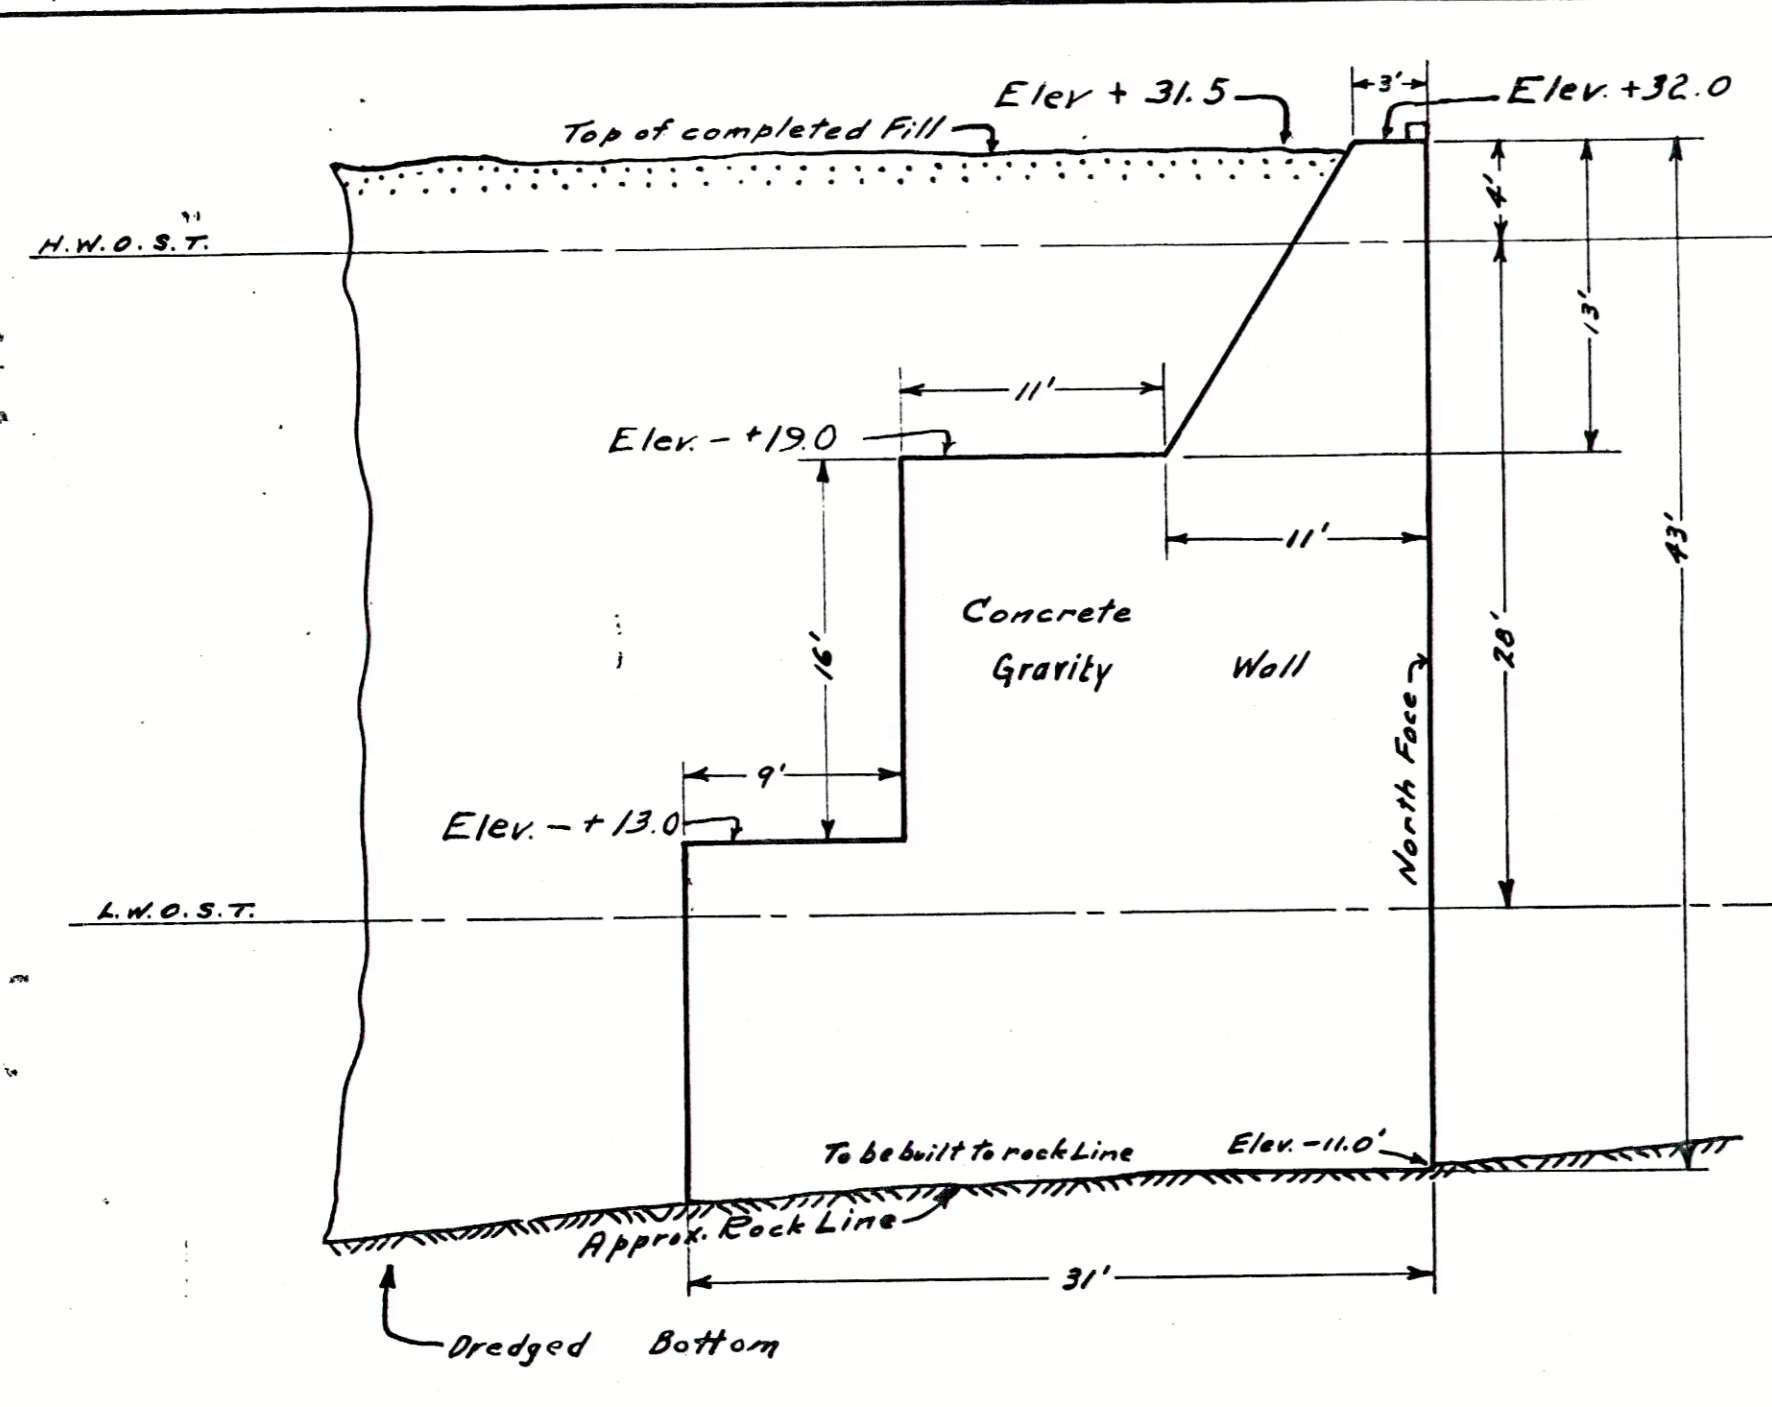 Elev + 31.5
3'
Elev. +32.0
Top of completed Fill
4'
H.W.O.S.T.
13'
11'
Elev. - +19.0
11'
43'
Concrete
Gravity Wall
16'
28'
North Face
9'
Elev. - +13.0
L.W.O.S.T.
To be built to rock Line
Elev. -11.0'
Approx. Rock Line
31'
Dredged Bottom